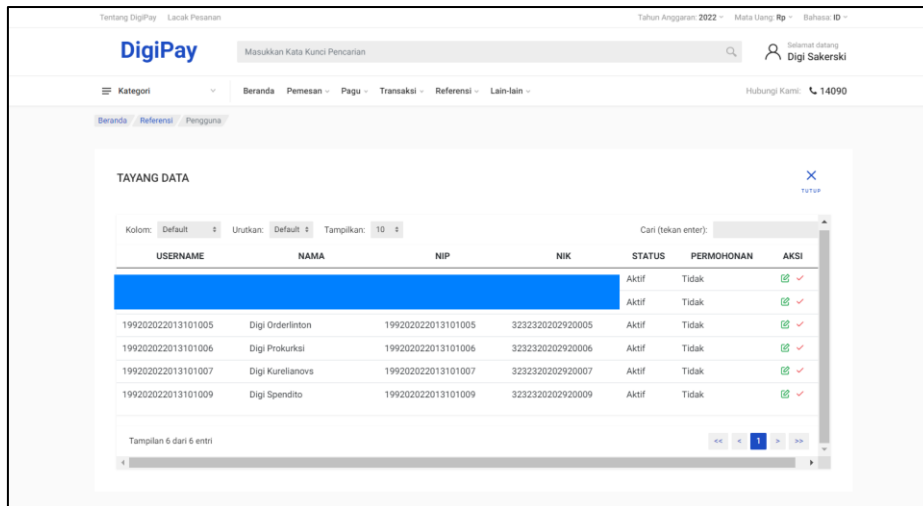 Tentang DigiPay Lacak Pesanan Tahun Anggaran: 2022 Mata Uang: Rp Bahasa: ID
DigiPay Masukkan Kata Kunci Pencarian Selamat datang
Digi Sakerski
Kategori Beranda Pemesan Pagu Transaksi Referensi Lain-lain Hubungi Kami: 14090
Beranda / Referensi / Pengguna
TAYANG DATA
TUTUP
Kolom: Default Urutkan: Default Tampilkan: 10 Cari (tekan enter):
USERNAME NAMA NIP NIK STATUS PERMOHONAN AKSI
Aktif Tidak
Aktif Tidak
199202022013101005 Digi Orderlinton 199202022013101005 3232320202920005 Aktif Tidak
199202022013101006 Digi Prokurksi 199202022013101006 3232320202920006 Aktif Tidak
199202022013101007 Digi Kurelianovs 199202022013101007 3232320202920007 Aktif Tidak
199202022013101009 Digi Spendito 199202022013101009 3232320202920009 Aktif Tidak
Tampilan 6 dari 6 entri << < 1 > >>